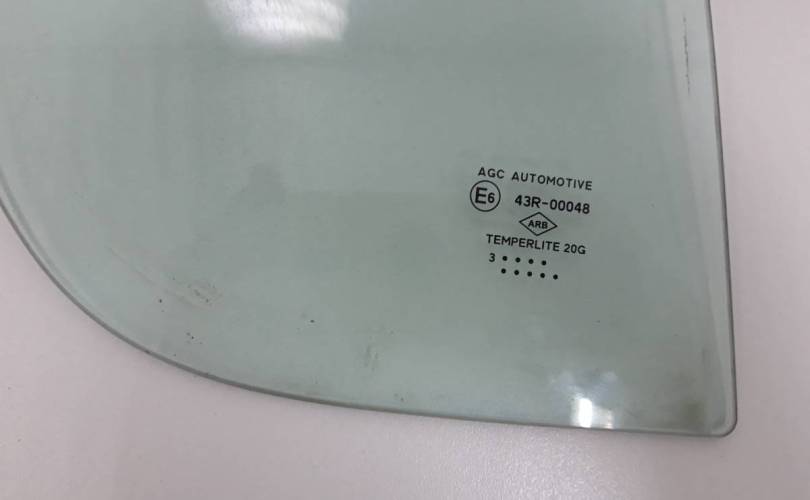 AGC AUTOMOTIVE
E6 43R-00048
ARB
TEMPERLITE 20G
3 • • • •
• • • • •